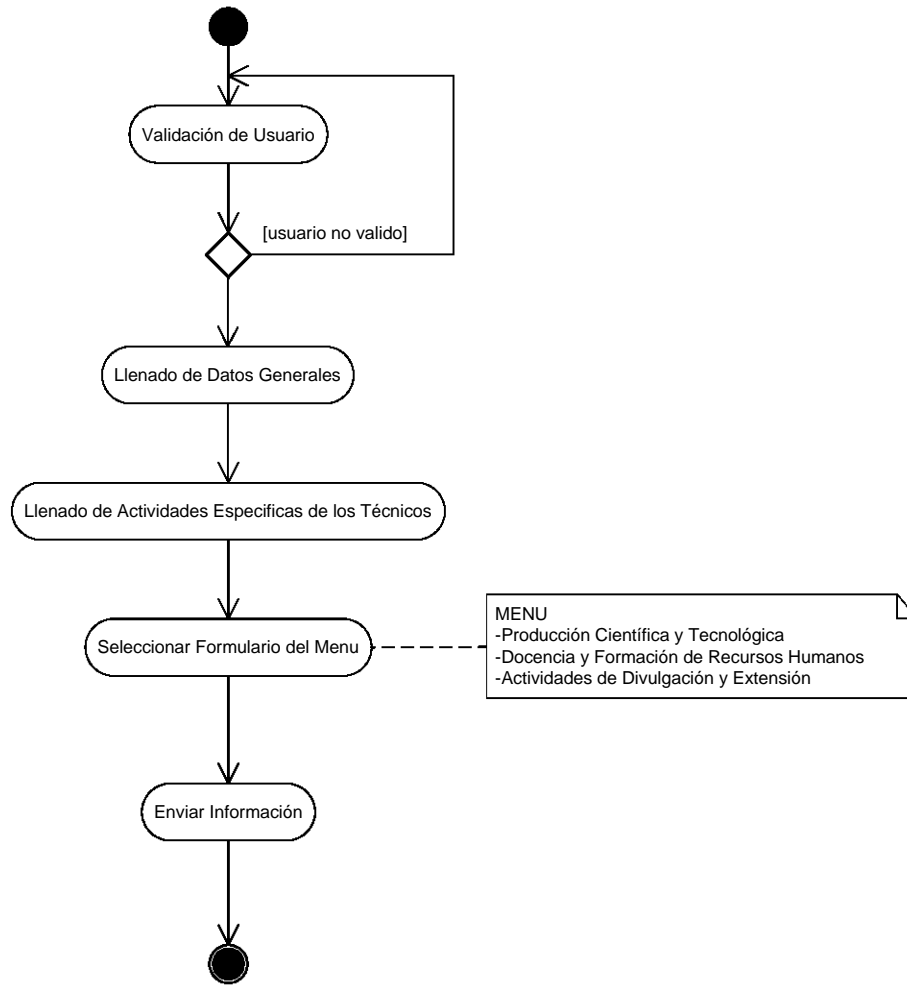 Validación de Usuario
[usuario no valido]
Llenado de Datos Generales
Llenado de Actividades Especificas de los Técnicos
Seleccionar Formulario del Menu
MENU
-Producción Científica y Tecnológica
-Docencia y Formación de Recursos Humanos
-Actividades de Divulgación y Extensión
Enviar Información